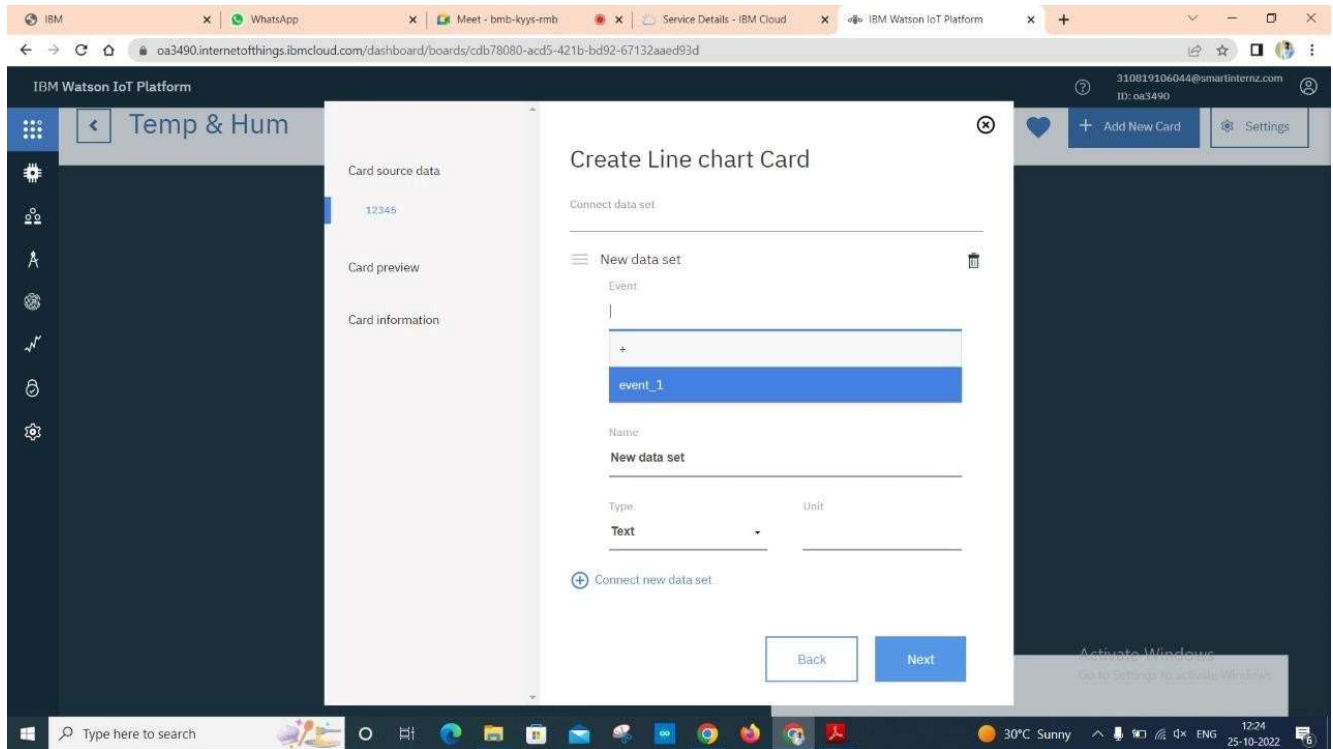 IBM
WhatsApp
Meet - bmb-kyys-rmb
Service Details - IBM Cloud
IBM Watson IoT Platform
oa3490.internetofthings.ibmcloud.com/dashboard/boards/cdb78080-acd5-421b-bd92-67132aaed93d
IBM Watson IoT Platform
310819106044@smartinternz.com
ID: oa3490
Temp & Hum
+ Add New Card
Settings
Card source data
12345
Card preview
Card information
Create Line chart Card
Connect data set
New data set
Event
+
event_1
Name
New data set
Type
Unit
Text
Connect new data set
Back
Next
Activate Windows
Go to Settings to activate Windows.
Type here to search
30°C Sunny
ENG
12:24
25-10-2022
6